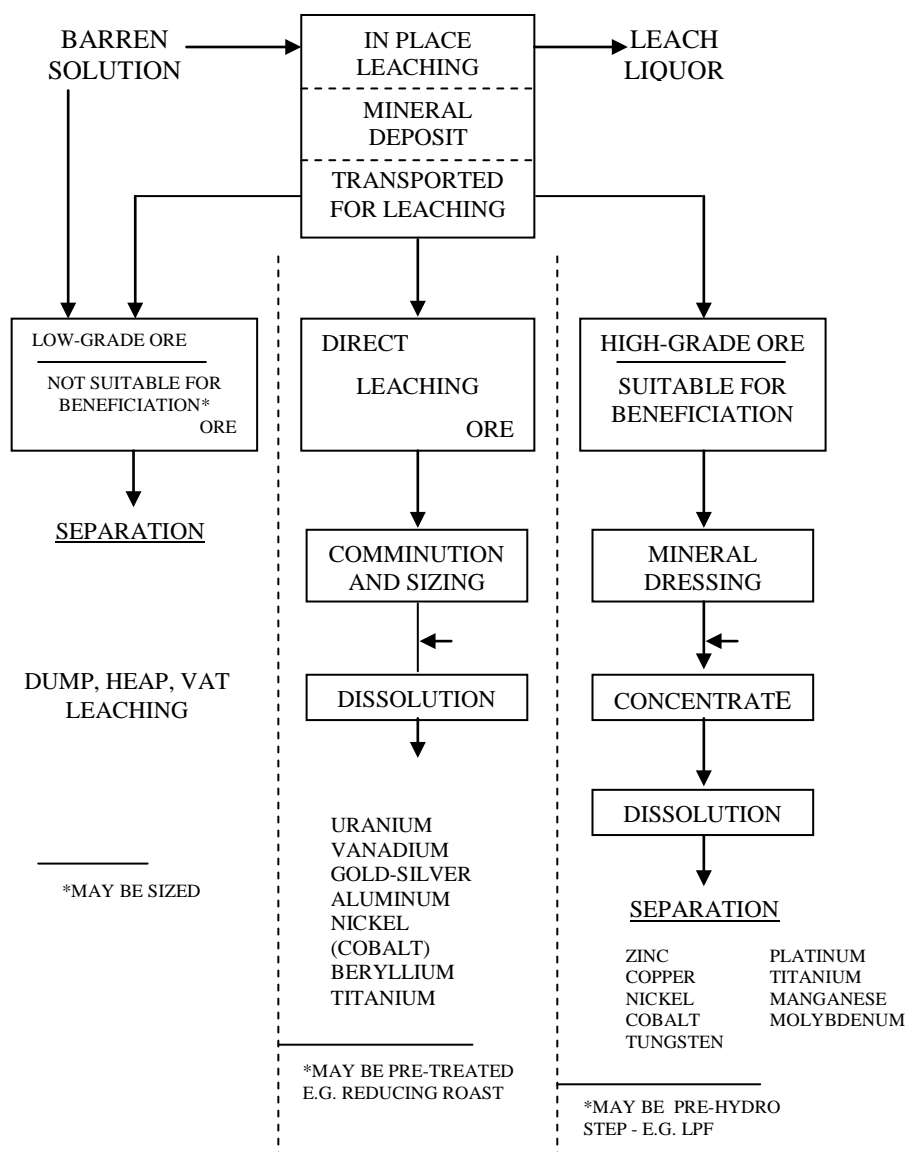 BARREN
SOLUTION
IN PLACE
LEACHING
LEACH
LIQUOR
MINERAL
DEPOSIT
TRANSPORTED
FOR LEACHING
LOW-GRADE ORE
NOT SUITABLE FOR
BENEFICIATION*
ORE
SEPARATION
DUMP, HEAP, VAT
LEACHING
*MAY BE SIZED
DIRECT
LEACHING
ORE
COMMINUTION
AND SIZING
DISSOLUTION
URANIUM
VANADIUM
GOLD-SILVER
ALUMINUM
NICKEL
(COBALT)
BERYLLIUM
TITANIUM
*MAY BE PRE-TREATED
E.G. REDUCING ROAST
HIGH-GRADE ORE
SUITABLE FOR
BENEFICIATION
MINERAL
DRESSING
CONCENTRATE
DISSOLUTION
SEPARATION
ZINC
COPPER
NICKEL
COBALT
TUNGSTEN
PLATINUM
TITANIUM
MANGANESE
MOLYBDENUM
*MAY BE PRE-HYDRO
STEP - E.G. LPF